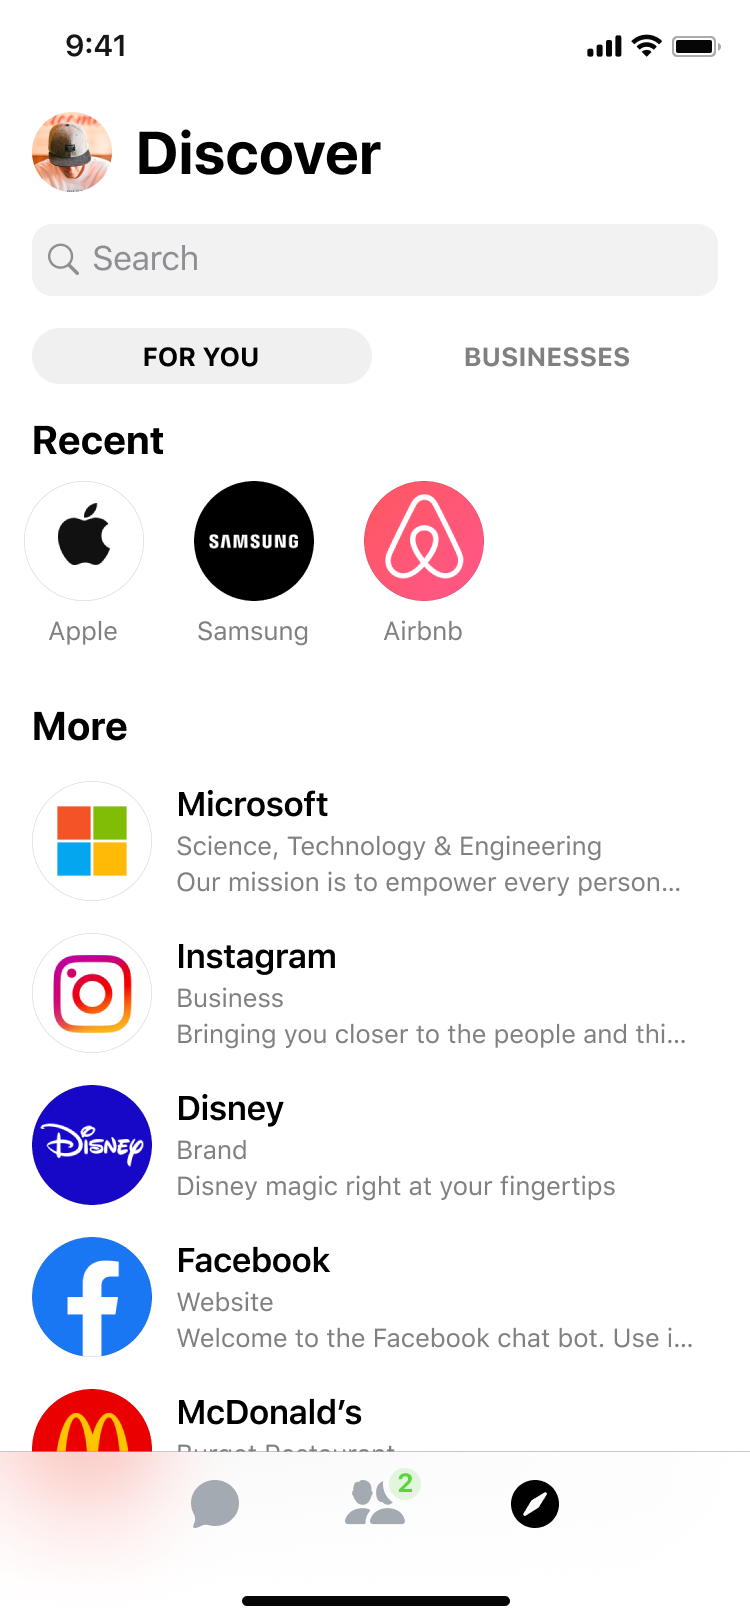 9:41
Discover
Search
FOR YOU
BUSINESSES
Recent
SAMSUNG
Apple
Samsung
Airbnb
More
Microsoft
Science, Technology & Engineering
Our mission is to empower every person...
Instagram
Business
Bringing you closer to the people and thi...
Disney
Disney
Brand
Disney magic right at your fingertips
Facebook
Website
Welcome to the Facebook chat bot. Use i...
McDonald’s
2